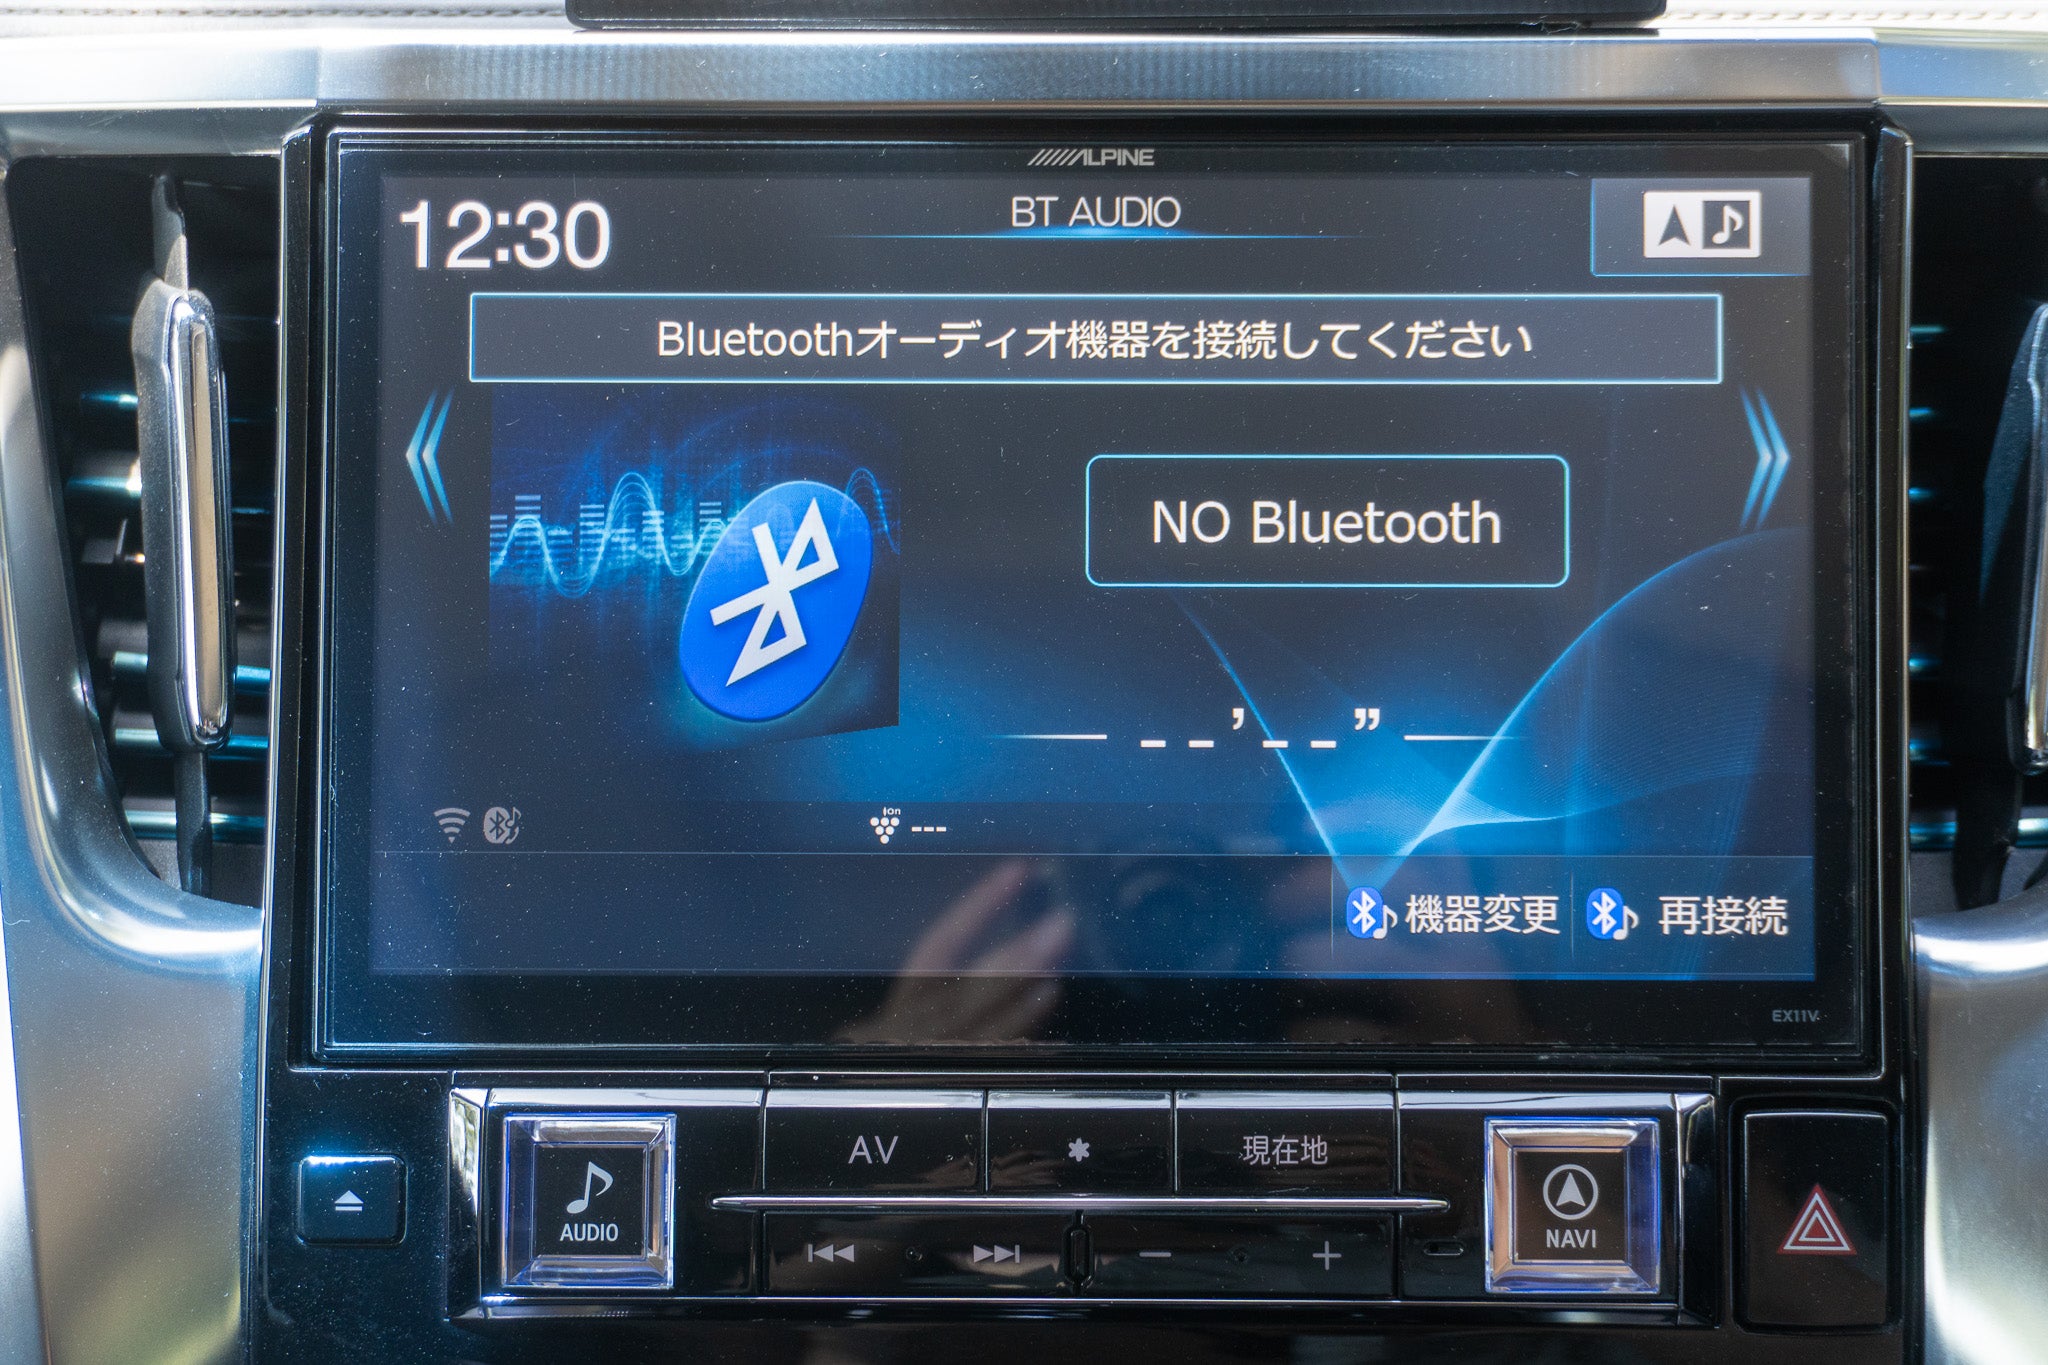 ALPINE
12:30
BT AUDIO
Bluetoothオーディオ機器を接続してください
NO Bluetooth
_ _ ’ _ _ ”
ion
---
機器変更
再接続
EX11V
AV
*
現在地
AUDIO
NAVI